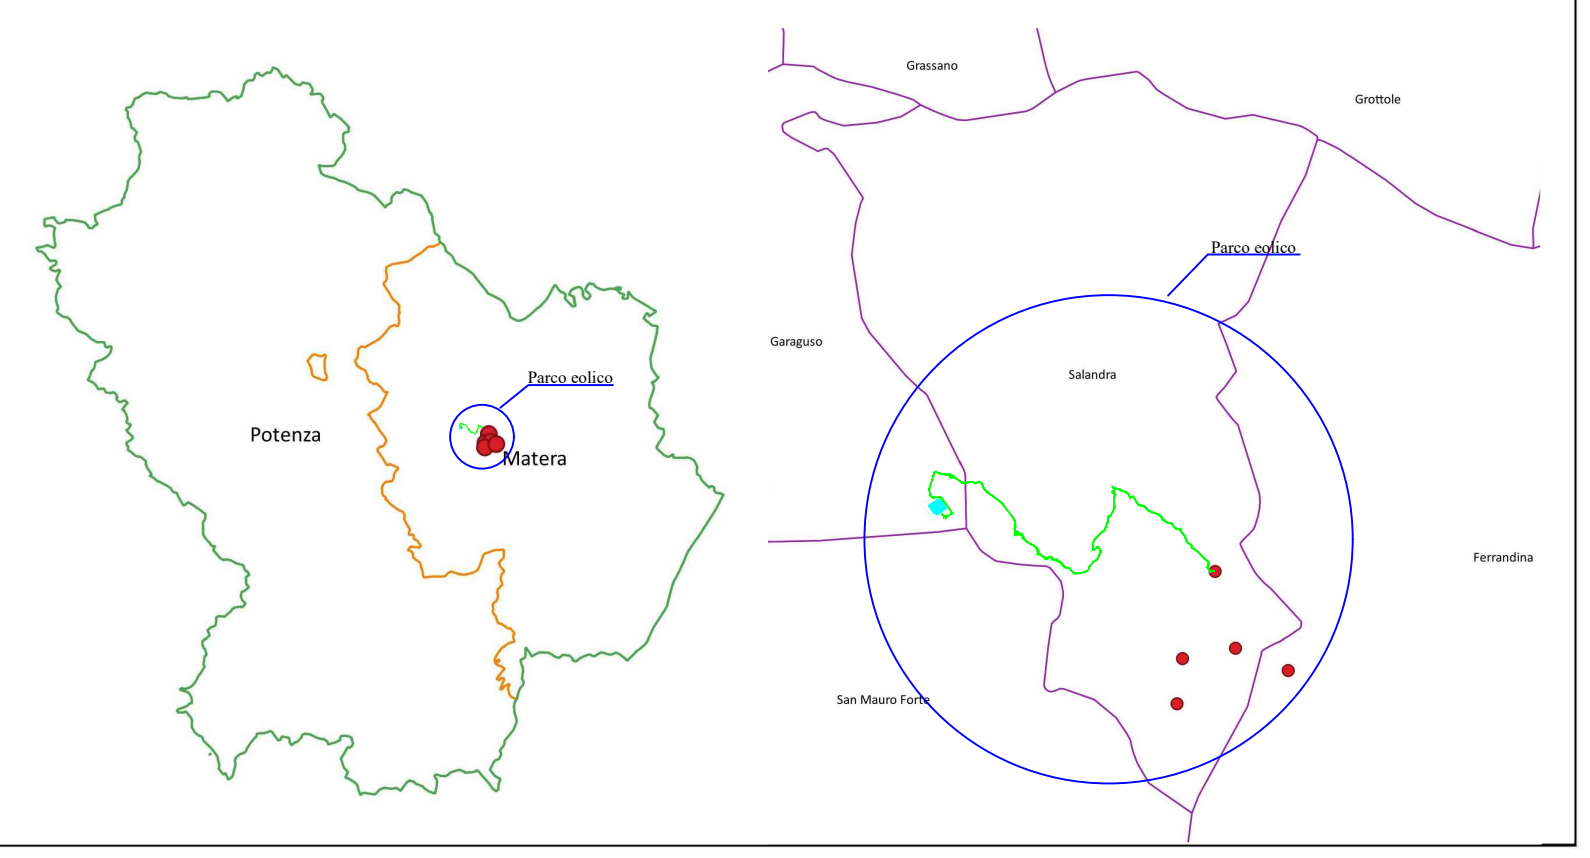 Parco eolico
Potenza
Matera
Grassano
Grottole
Parco eolico
Garaguso
Salandra
Ferrandina
San Mauro Forte